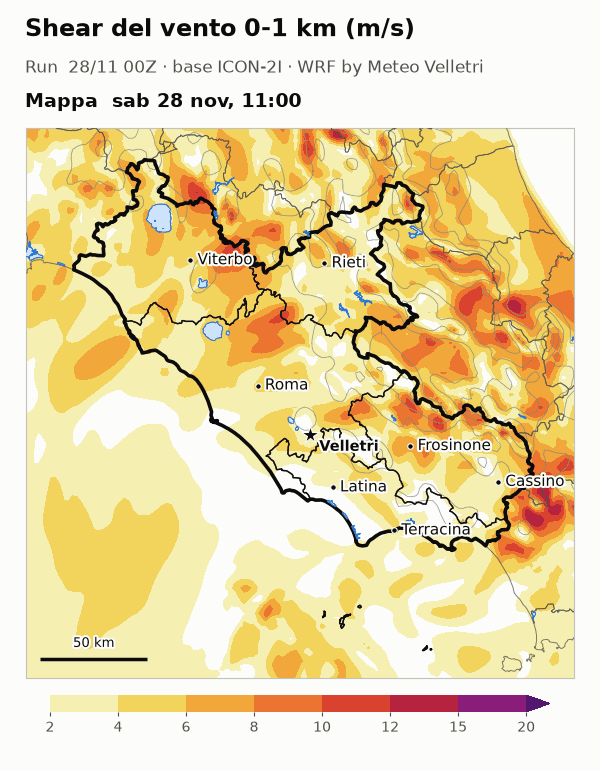 Shear del vento 0-1 km (m/s)
Run  28/11 00Z · base ICON-2I · WRF by Meteo Velletri
Mappa  sab 28 nov, 11:00
Viterbo
Rieti
Roma
Velletri
Frosinone
Latina
Cassino
Terracina
50 km
2 4 6 8 10 12 15 20